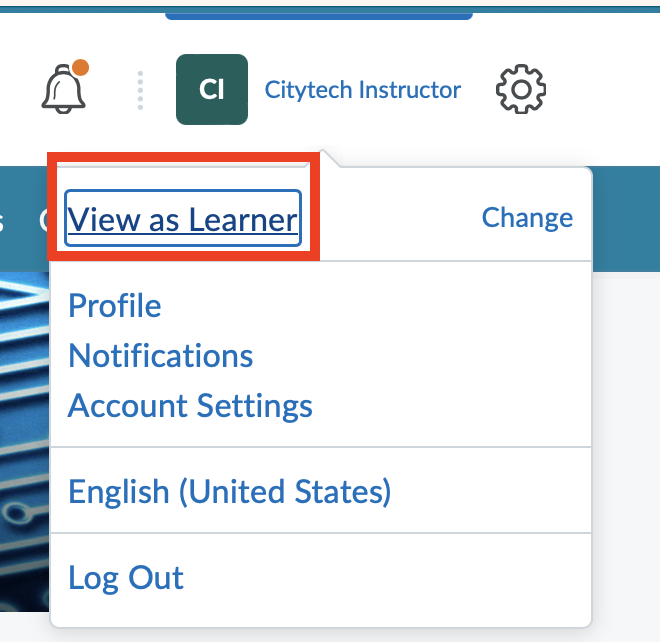 CI Citytech Instructor
View as Learner Change
Profile
Notifications
Account Settings
English (United States)
Log Out